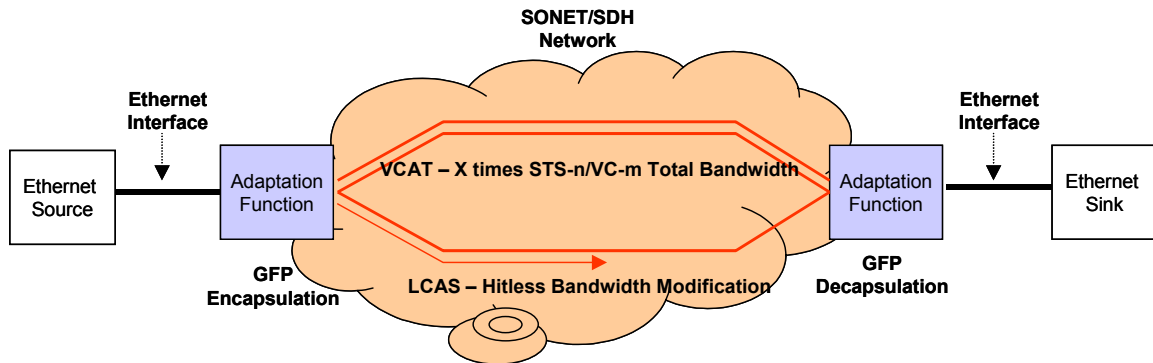 SONET/SDH
Network
Ethernet
Interface
Ethernet
Interface
Ethernet
Source
Adaptation
Function
VCAT – X times STS-n/VC-m Total Bandwidth
Adaptation
Function
Ethernet
Sink
GFP
Encapsulation
LCAS – Hitless Bandwidth Modification
GFP
Decapsulation